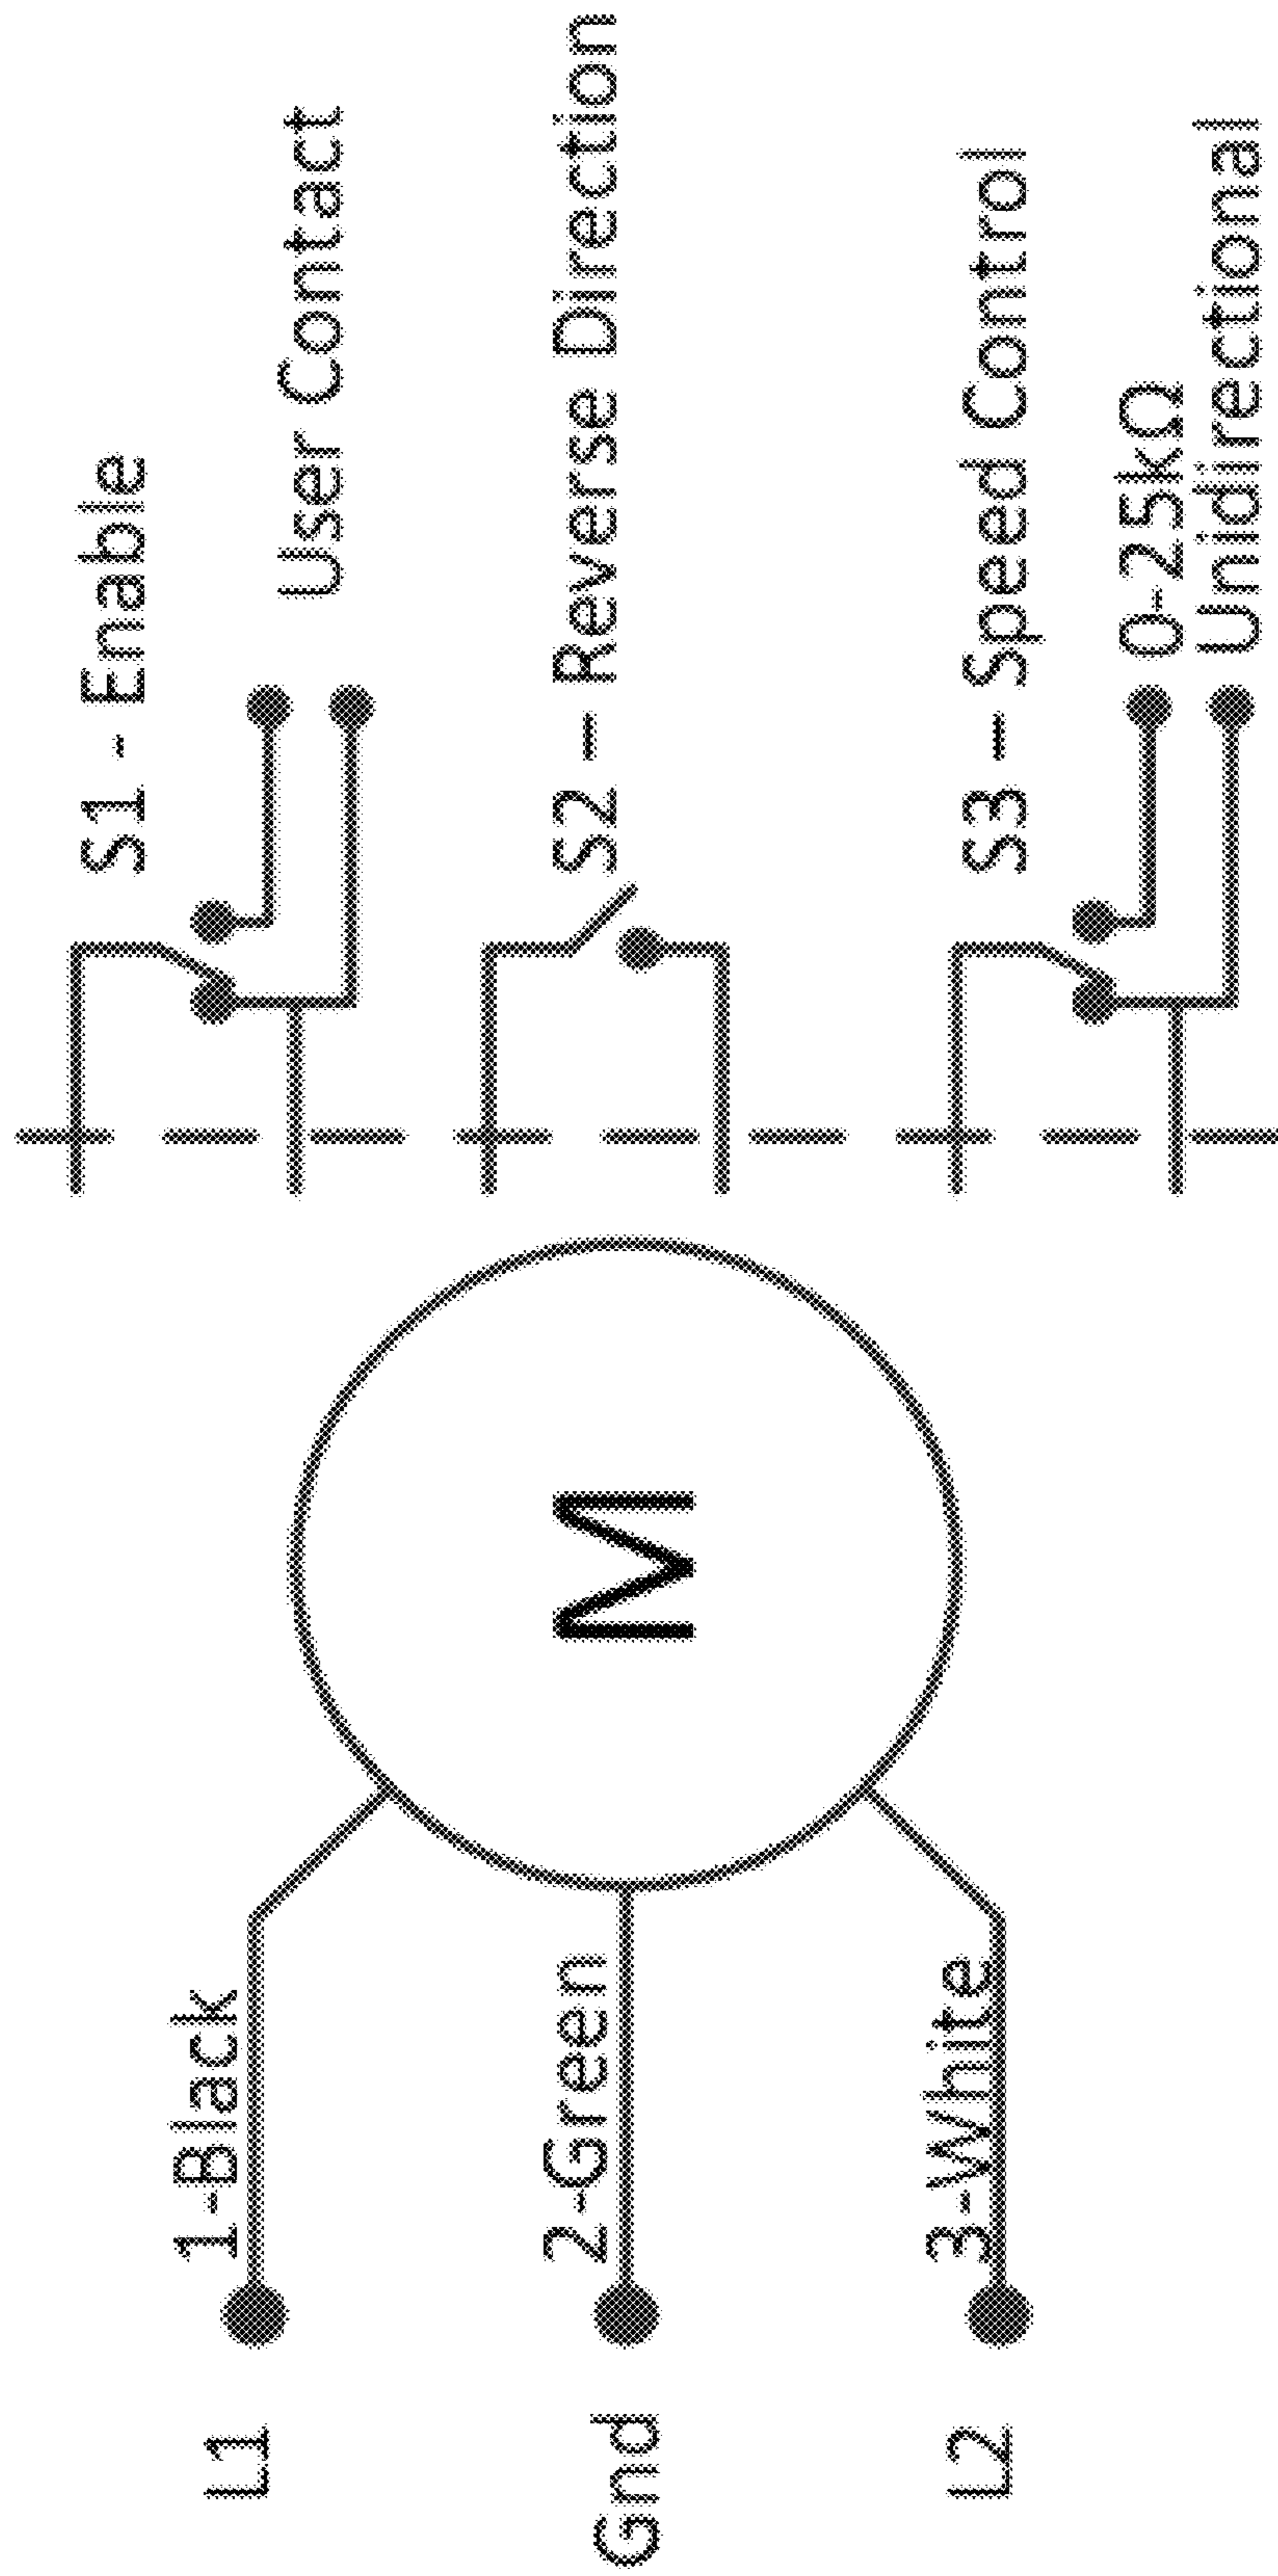 L1
1-Black
Gnd
2-Green
L2
3-White
M
S1 - Enable
User Contact
S2 – Reverse Direction
S3 – Speed Control
0-25kΩ
Unidirectional